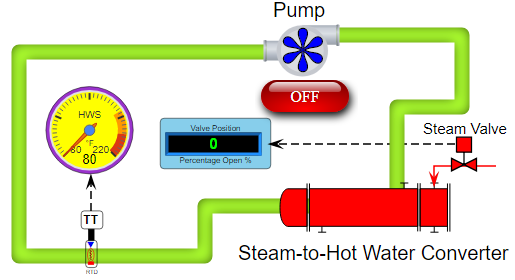 Pump
OFF
HWS
°F
80 220
80
Valve Position
0
Percentage Open %
Steam Valve
TT
RTD
Steam-to-Hot Water Converter